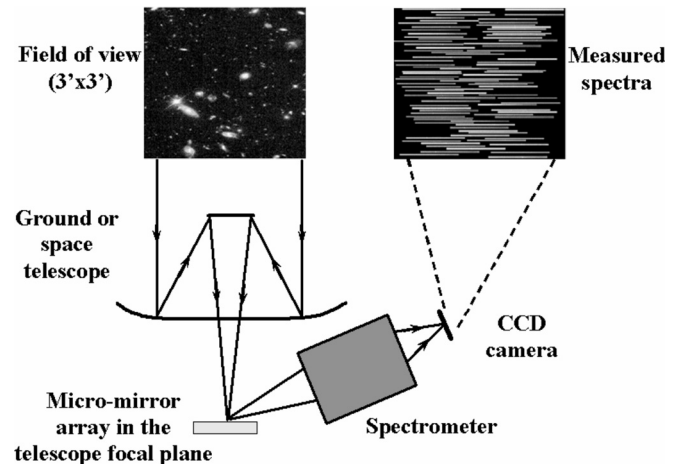 Field of view
(3'x3')
Measured
spectra
Ground or
space
telescope
CCD
camera
Micro-mirror
array in the
telescope focal plane
Spectrometer